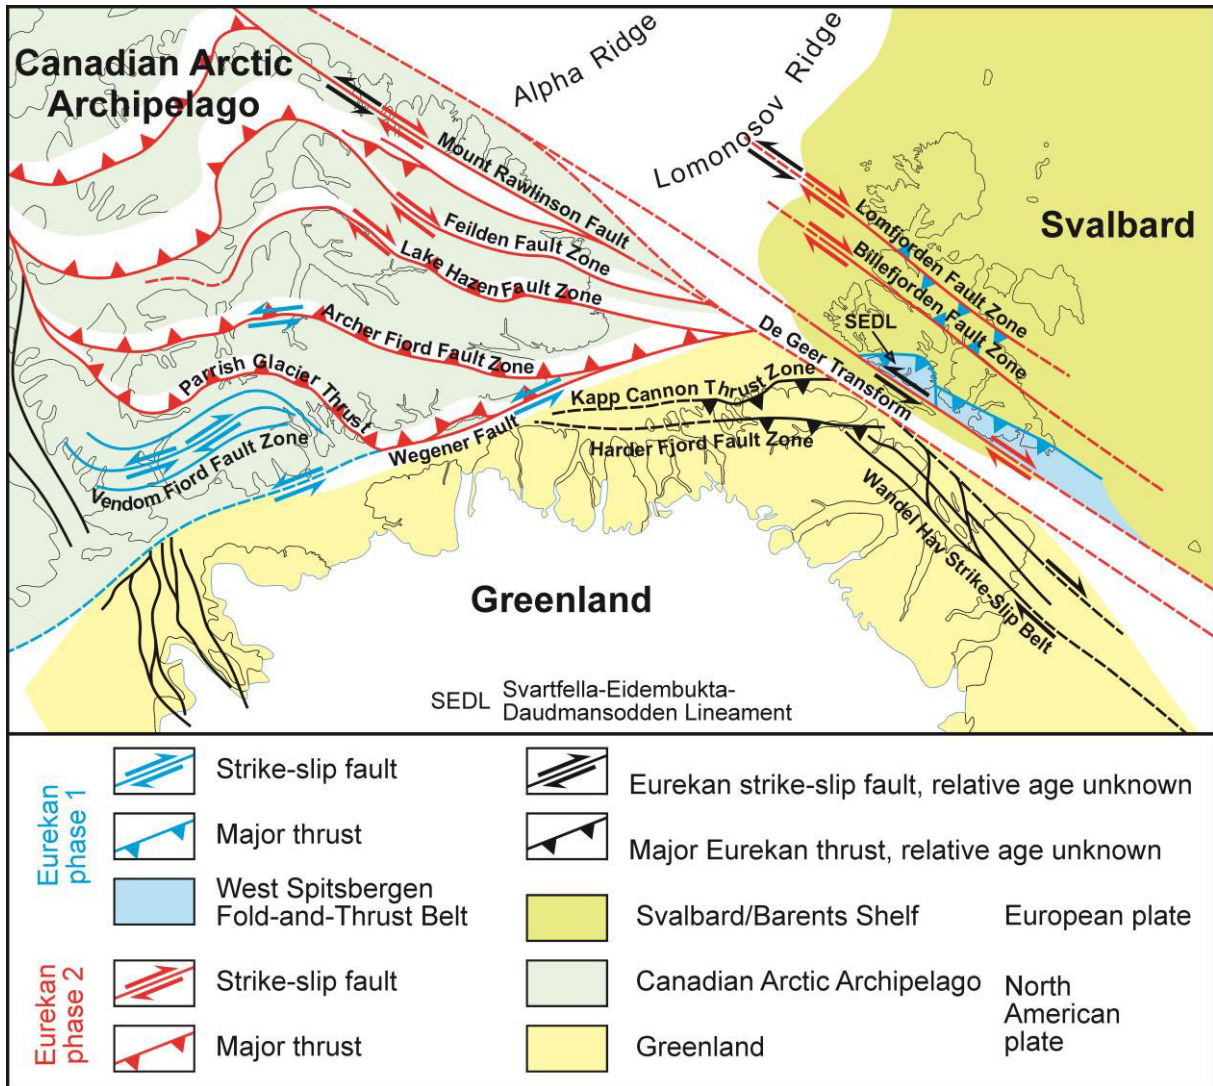 Canadian Arctic
Archipelago
Alpha Ridge
Lomonosov Ridge
Svalbard
Mount Rawlinson Fault
Feilden Fault Zone
Lake Hazen Fault Zone
Archer Fiord Fault Zone
Parrish Glacier Thrust
Vendom Fiord Fault Zone
Wegener Fault
Lomfjorden Fault Zone
Billefjorden Fault Zone
SEDL
De Geer Transform
Kapp Cannon Thrust Zone
Harder Fjord Fault Zone
Wandel Hav Strike-Slip Belt
Greenland
SEDL Svartfella-Eidembukta-
Daudmansodden Lineament
Eurekan
phase 1
Strike-slip fault
Major thrust
West Spitsbergen
Fold-and-Thrust Belt
Eurekan
phase 2
Strike-slip fault
Major thrust
Eurekan strike-slip fault, relative age unknown
Major Eurekan thrust, relative age unknown
Svalbard/Barents Shelf
European plate
Canadian Arctic Archipelago
Greenland
North
American
plate